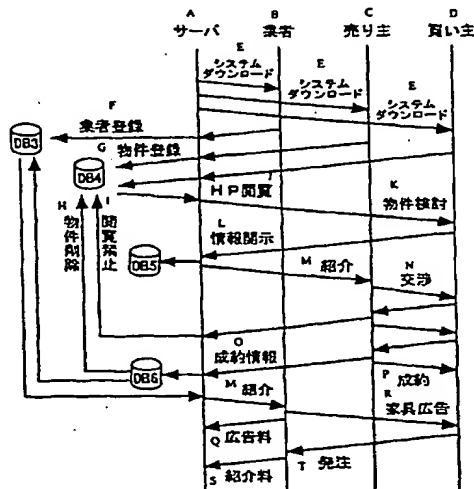 A
サーバ
B
業者
C
売り主
D
買い主
E
システム
ダウンロード
E
システム
ダウンロード
E
システム
ダウンロード
F
業者登録
DB3
G 物件登録
DB4
J
HP閲覧
K
物件検討
H
物件削除
I
閲覧禁止
L
情報開示
DB5
M 紹介
N
交渉
O
成約情報
DB6
M 紹介
P 成約
R
家具広告
Q 広告料
T 発注
S 紹介料